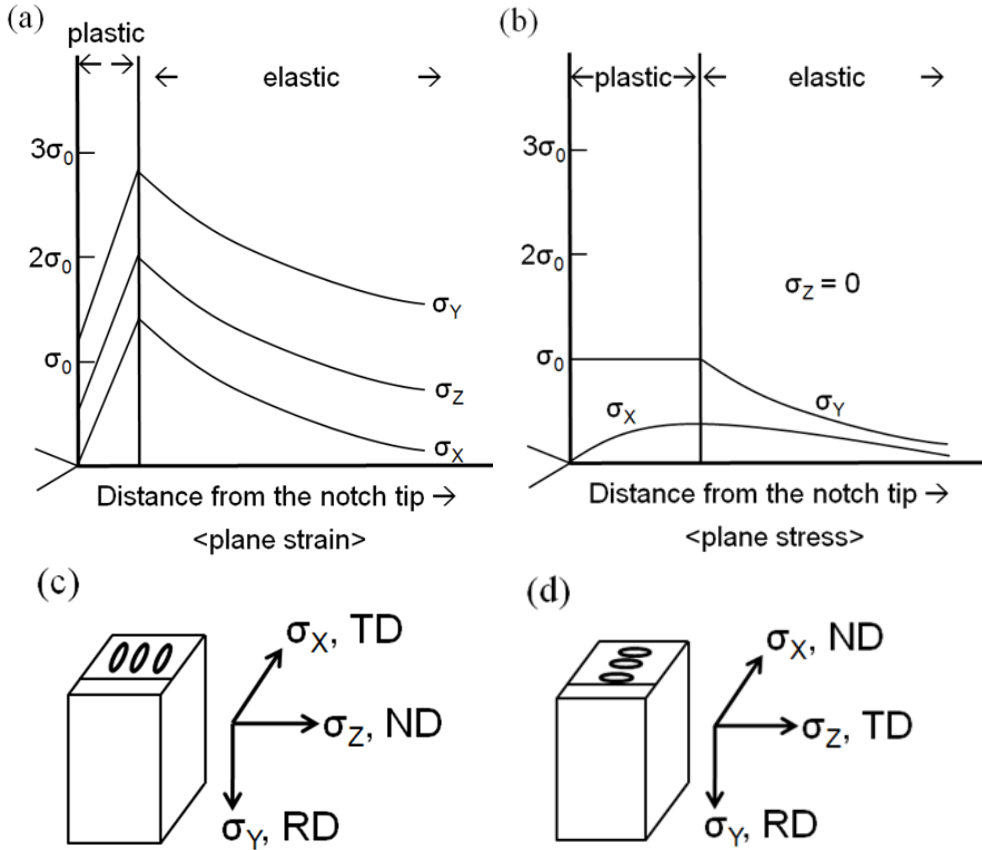 (a)
plastic
← → ← elastic →
3σ₀
2σ₀
σ₀
σY
σZ
σX
Distance from the notch tip →
<plane strain>
(b)
←plastic→ ← elastic →
3σ₀
2σ₀
σZ = 0
σ₀
σX
σY
Distance from the notch tip →
<plane stress>
(c)
σX, TD
σZ, ND
σY, RD
(d)
σX, ND
σZ, TD
σY, RD